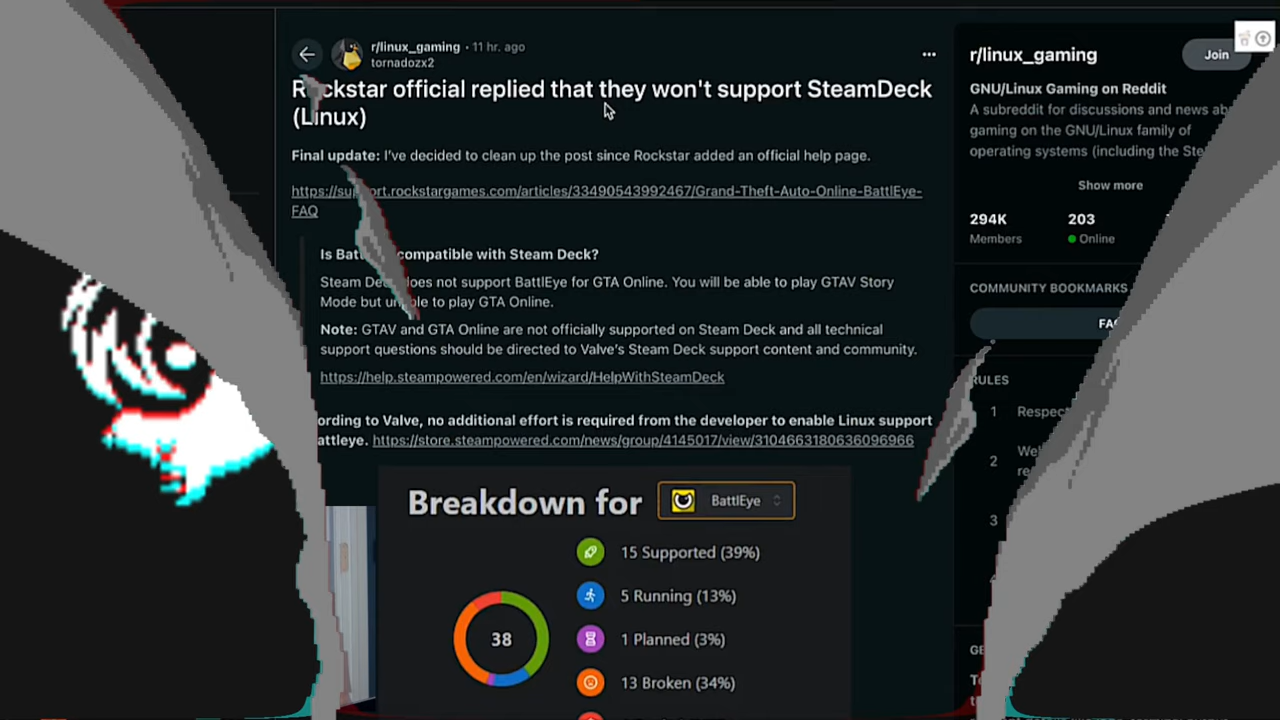 r/linux_gaming • 11 hr. ago
tornadozx2
Rockstar official replied that they won't support SteamDeck
(Linux)
Final update: I've decided to clean up the post since Rockstar added an official help page.
https://support.rockstargames.com/articles/33490543992467/Grand-Theft-Auto-Online-BattlEye-
FAQ
Is compatible with Steam Deck?
Steam does not support BattlEye for GTA Online. You will be able to play GTAV Story
Mode but unable to play GTA Online.
Note: GTAV and GTA Online are not officially supported on Steam Deck and all technical
support questions should be directed to Valve's Steam Deck support content and community.
https://help.steampowered.com/en/wizard/HelpWithSteamDeck
ording to Valve, no additional effort is required from the developer to enable Linux support
attleye. https://store.steampowered.com/news/group/4145017/view/3104663180636096966
Breakdown for BattlEye
38
15 Supported (39%)
5 Running (13%)
1 Planned (3%)
13 Broken (34%)
r/linux_gaming Join
GNU/Linux Gaming on Reddit
A subreddit for discussions and news ab
gaming on the GNU/Linux family of
operating systems (including the Ste
Show more
294K 203
Members Online
COMMUNITY BOOKMARKS
FA
RULES
1 Respec
2 We
re
3
GE
T